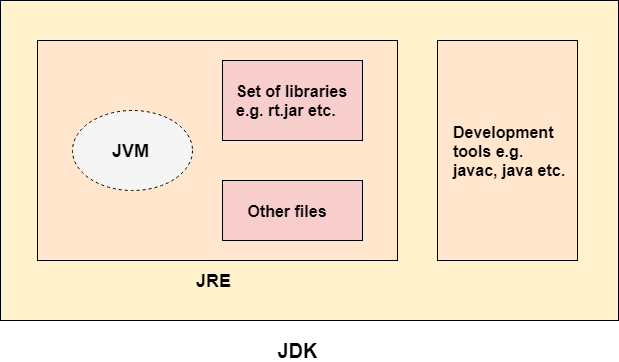 JVM
Set of libraries
e.g. rt.jar etc.
Other files
JRE
Development
tools e.g.
javac, java etc.
JDK